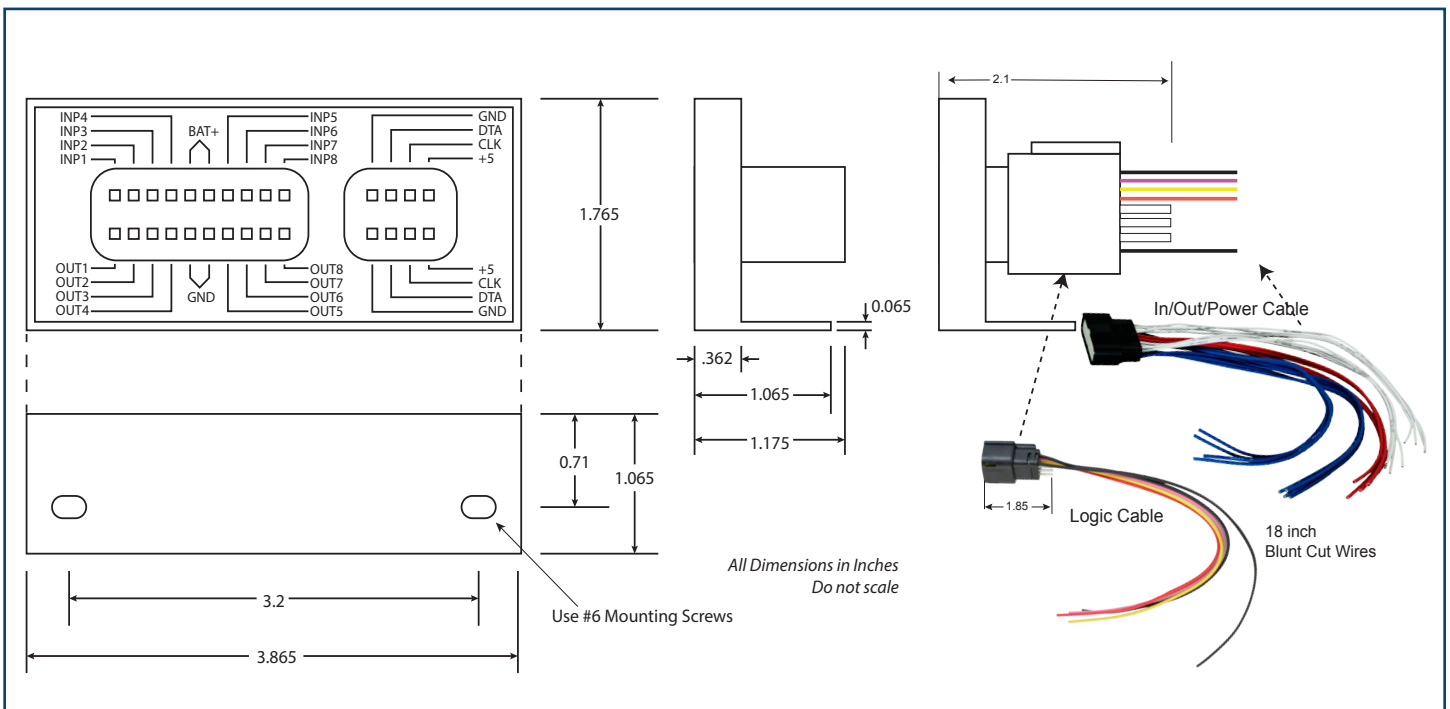 INP4
INP3
INP2
INP1
BAT+
INP5
INP6
INP7
INP8
GND
DTA
CLK
+5
OUT1
OUT2
OUT3
OUT4
GND
OUT8
OUT7
OUT6
OUT5
+5
CLK
DTA
GND
1.765
.362
1.065
1.175
0.065
2.1
In/Out/Power Cable
0.71
1.065
3.2
3.865
Use #6 Mounting Screws
All Dimensions in Inches
Do not scale
1.85
Logic Cable
18 inch
Blunt Cut Wires